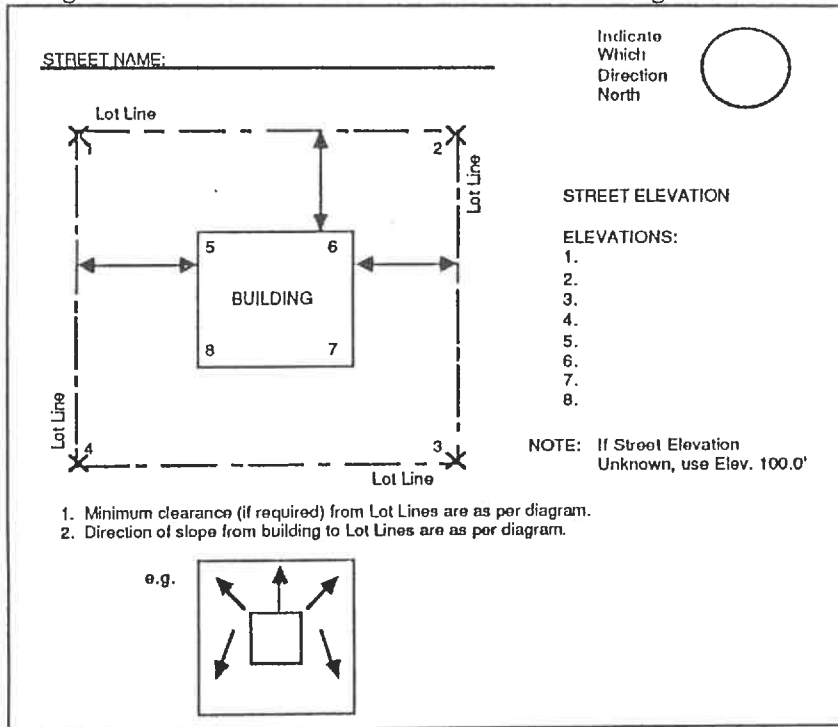 STREET NAME:
Indicate
Which
Direction
North
Lot Line
1
2
Lot Line
5
6
BUILDING
8
7
Lot Line
4
3
Lot Line
STREET ELEVATION
ELEVATIONS:
1.
2.
3.
4.
5.
6.
7.
8.
NOTE: If Street Elevation
Unknown, use Elev. 100.0'
1. Minimum clearance (if required) from Lot Lines are as per diagram.
2. Direction of slope from building to Lot Lines are as per diagram.
e.g.